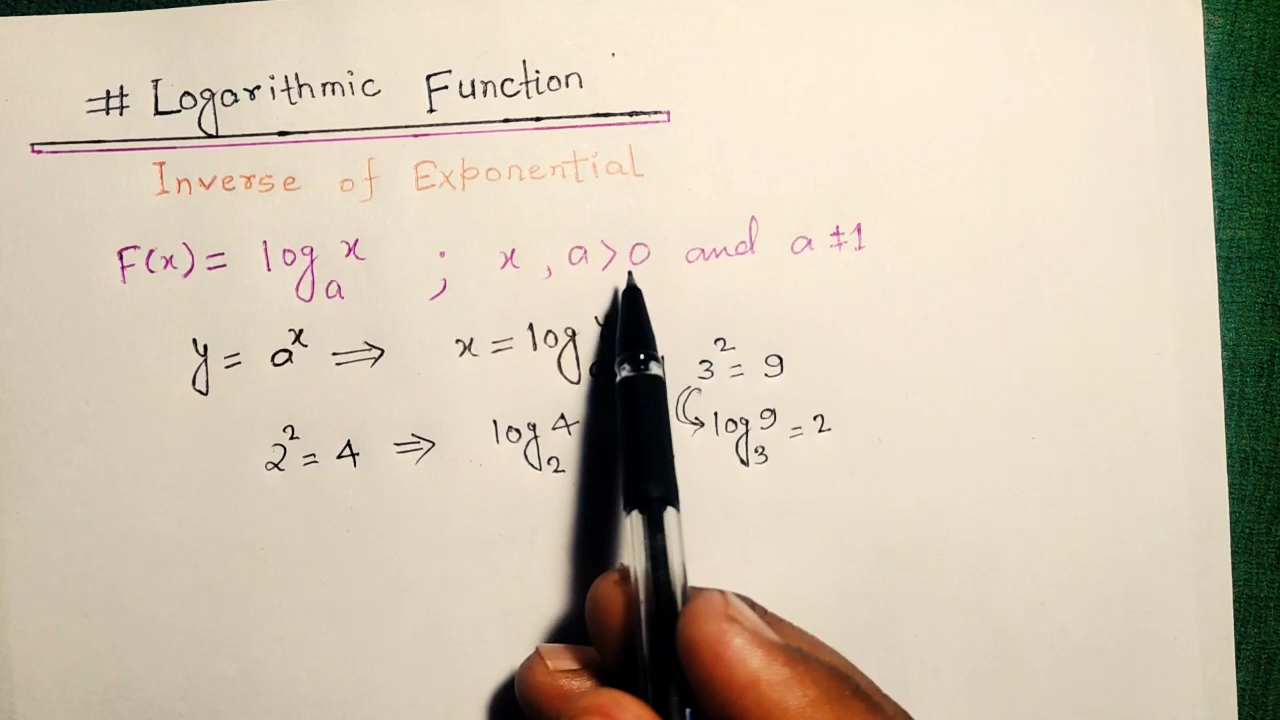 # Logarithmic Function
Inverse of Exponential
F(x) = log_a x ; x , a > 0 and a ≠ 1
y = a^x ⟹ x = log
3^2 = 9
2^2 = 4 ⟹ log_2 4
log_3 9 = 2